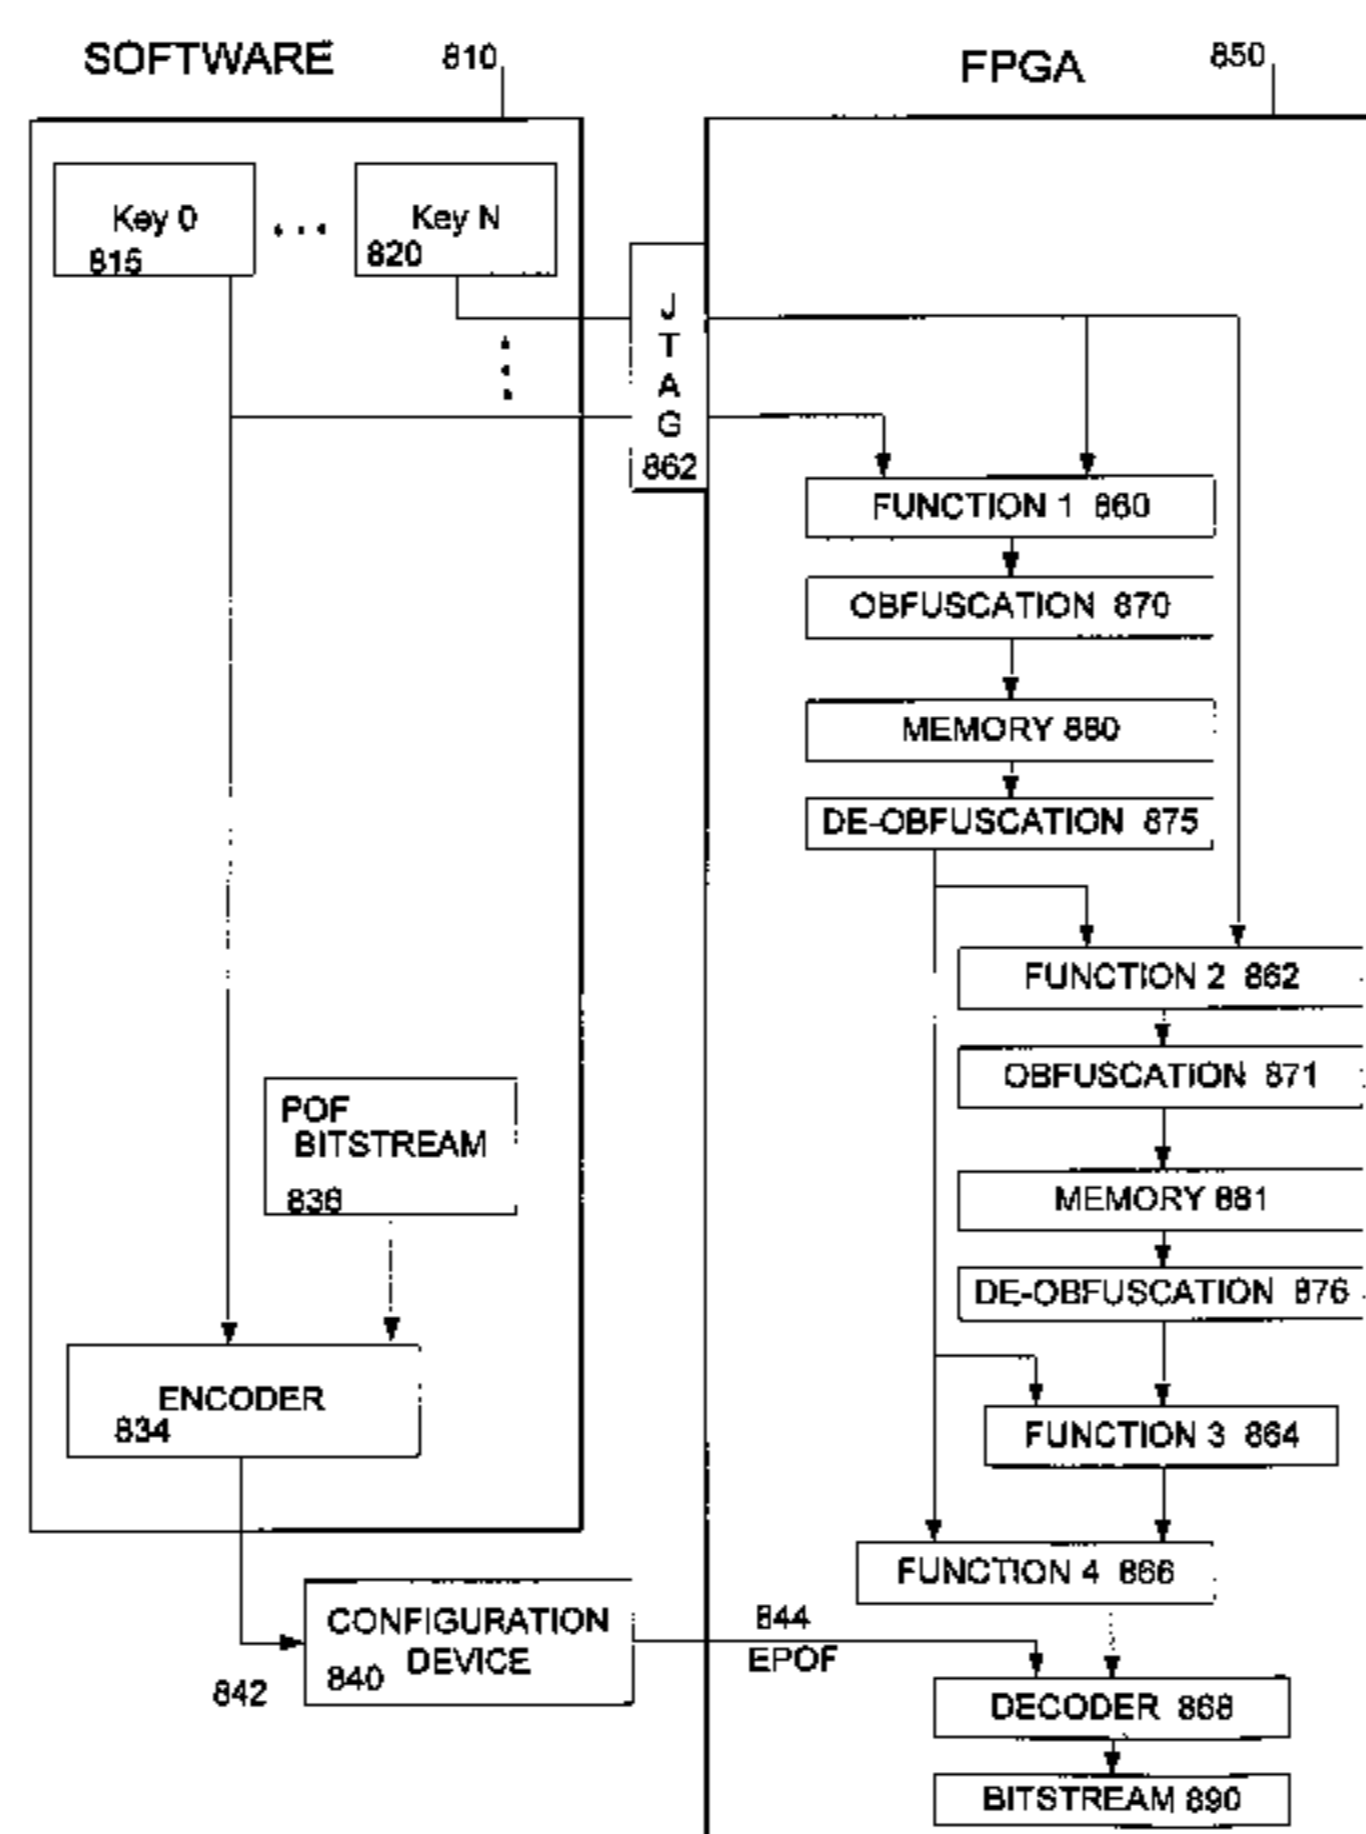 SOFTWARE
810
FPGA
850
Key 0
815
...
Key N
820
J
T
A
G
862
FUNCTION 1 860
OBFUSCATION 870
MEMORY 880
DE-OBFUSCATION 875
FUNCTION 2 862
OBFUSCATION 871
POF
BITSTREAM
836
MEMORY 881
DE-OBFUSCATION 876
ENCODER
834
FUNCTION 3 864
FUNCTION 4 866
CONFIGURATION
DEVICE
840
842
844
EPOF
DECODER 868
BITSTREAM 890